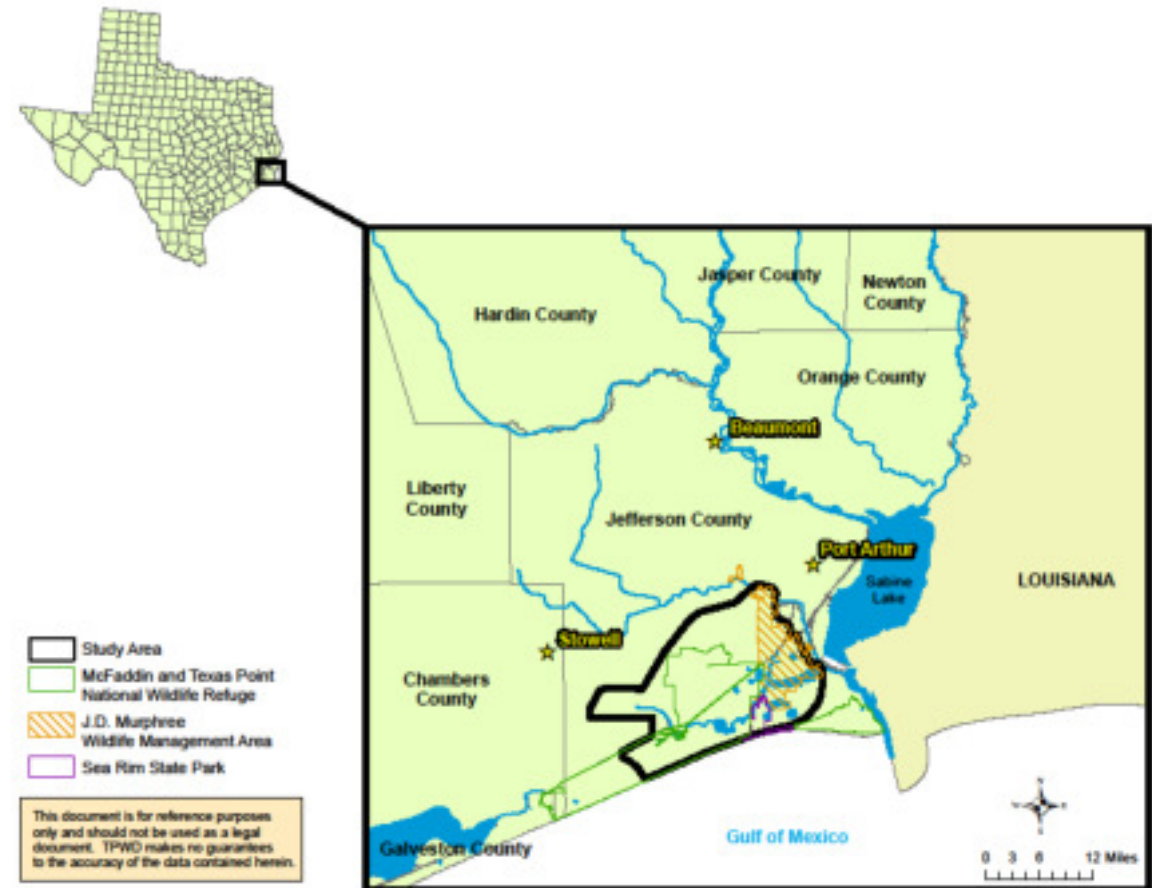 Jasper County
Newton
County
Hardin County
Orange County
Beaumont
Liberty
County
Jefferson County
Port Arthur
Sabine
Lake
LOUISIANA
Stowell
Chambers
County
Study Area
McFaddin and Texas Point
National Wildlife Refuge
J.D. Murphree
Wildlife Management Area
Sea Rim State Park
This document is for reference purposes
only and should not be used as a legal
document. TPWD makes no guarantees
to the accuracy of the data contained herein.
Galveston County
Gulf of Mexico
0 3 6 12 Miles